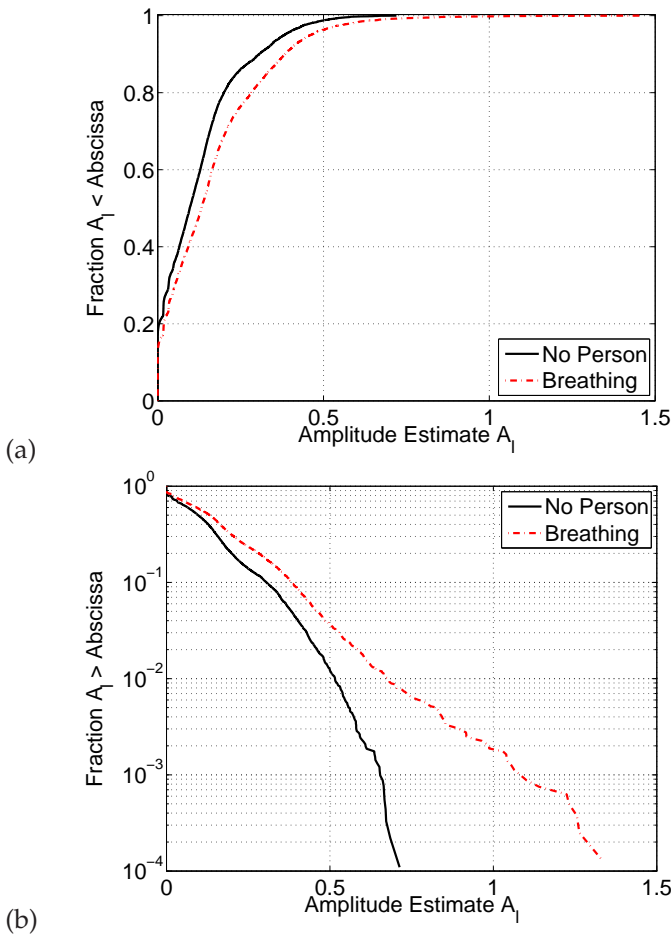 1
0.8
0.6
0.4
0.2
0
Fraction A_l < Abscissa
No Person
Breathing
0 0.5 1 1.5
Amplitude Estimate A_l
(a)
10^0
10^-1
10^-2
10^-3
10^-4
Fraction A_l > Abscissa
No Person
Breathing
0 0.5 1 1.5
Amplitude Estimate A_l
(b)